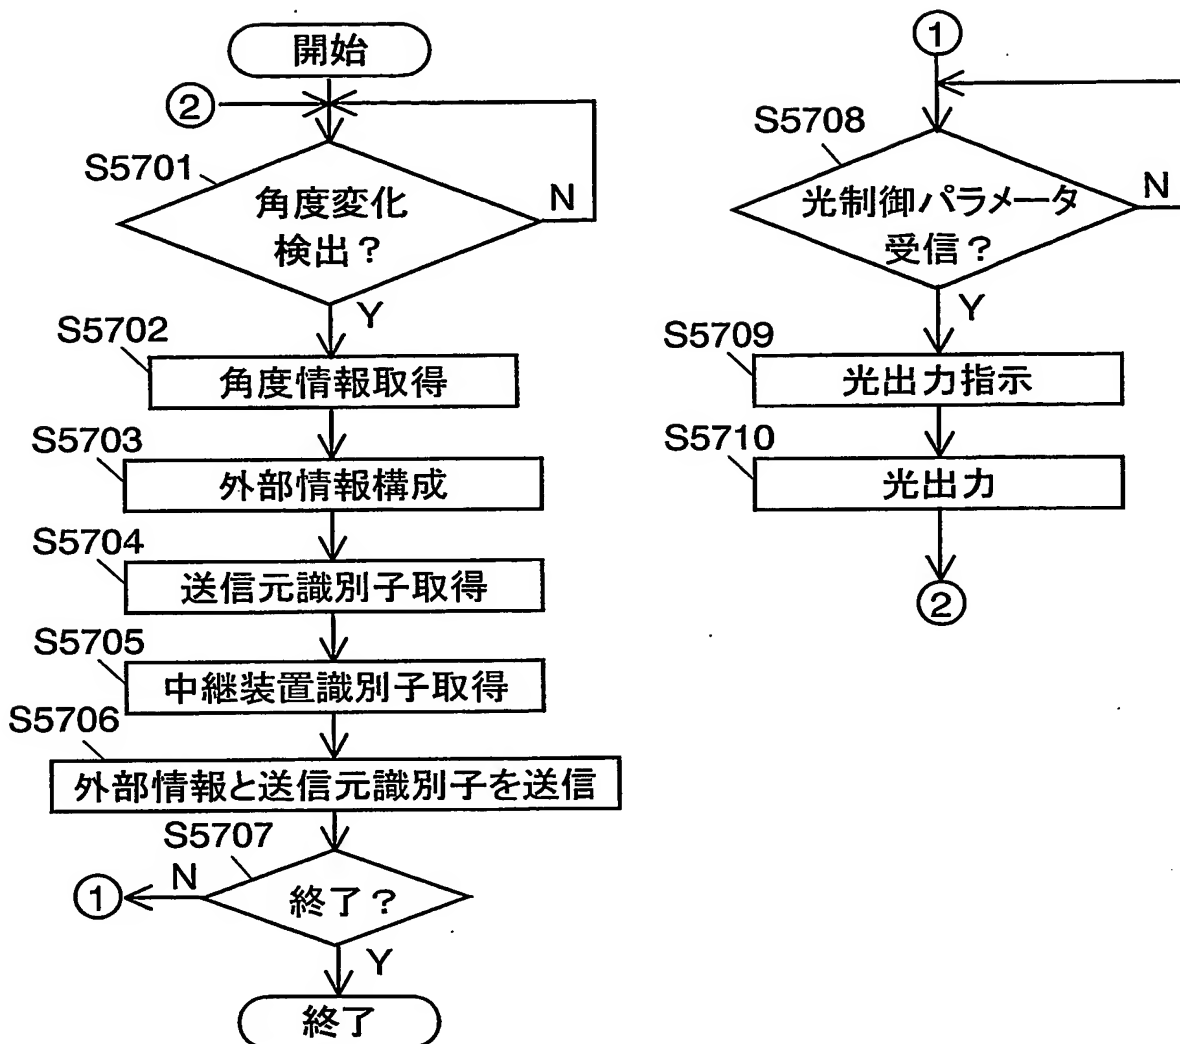 開始
②
S5701
角度変化
検出？
N
Y
S5702
角度情報取得
S5703
外部情報構成
S5704
送信元識別子取得
S5705
中継装置識別子取得
S5706
外部情報と送信元識別子を送信
S5707
終了？
N
①
Y
終了
①
S5708
光制御パラメータ
受信？
N
Y
S5709
光出力指示
S5710
光出力
②